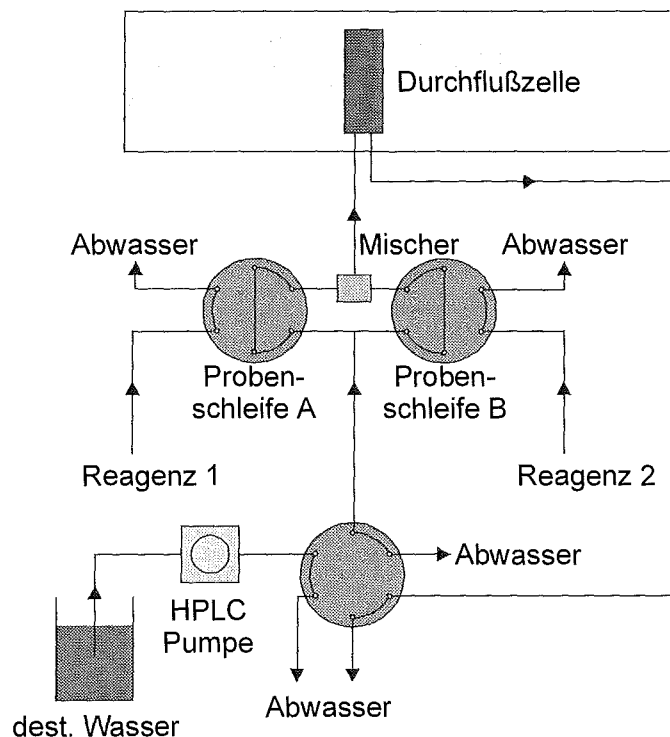 Durchflußzelle
Abwasser
Mischer
Abwasser
Proben-
schleife A
Proben-
schleife B
Reagenz 1
Reagenz 2
Abwasser
HPLC
Pumpe
Abwasser
dest. Wasser